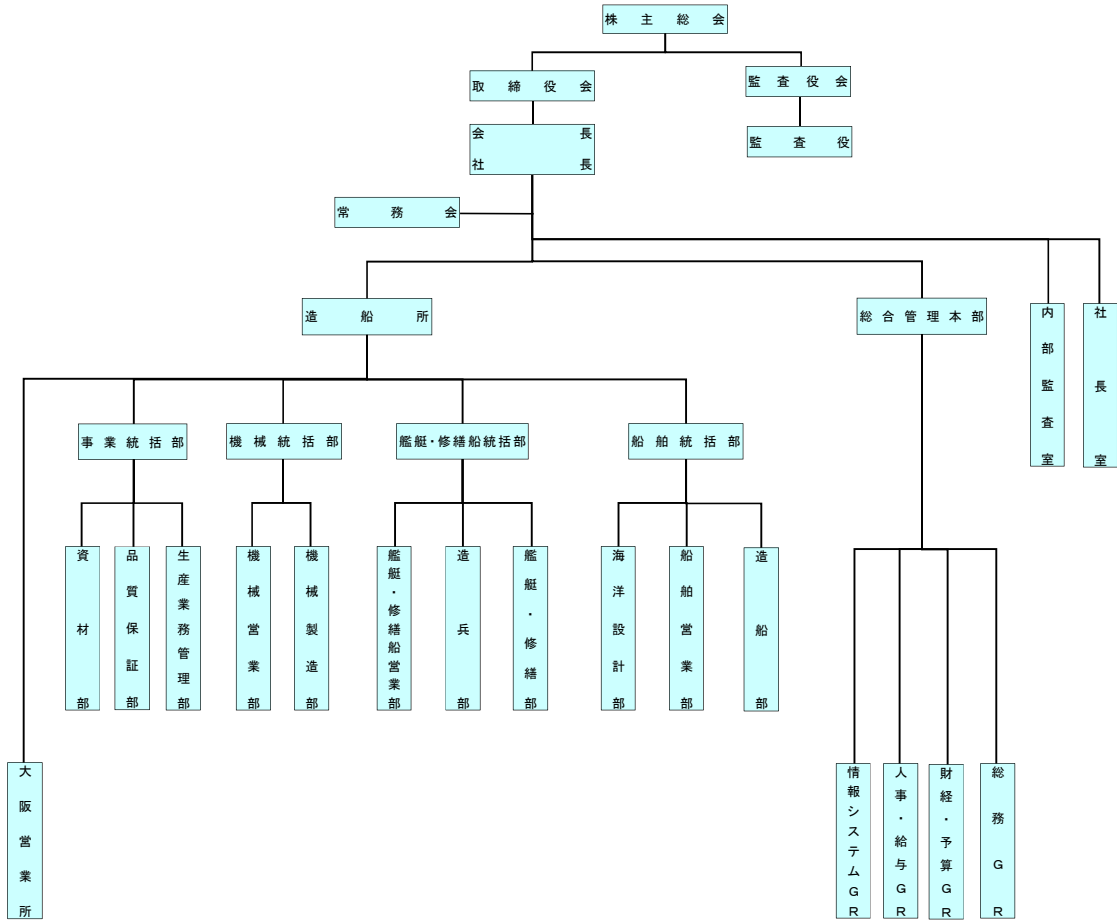 株主総会
取締役会
監査役会
会長
社長
監査役
常務会
造船所
総合管理本部
内部監査室
社長室
事業統括部
機械統括部
艦艇・修繕船統括部
船舶統括部
資材部
品質保証部
生産業務管理部
機械営業部
機械製造部
艦艇・修繕船営業部
造兵部
艦艇・修繕部
海洋設計部
船舶営業部
造船部
大阪営業所
情報システムGR
人事・給与GR
財経・予算GR
総務GR